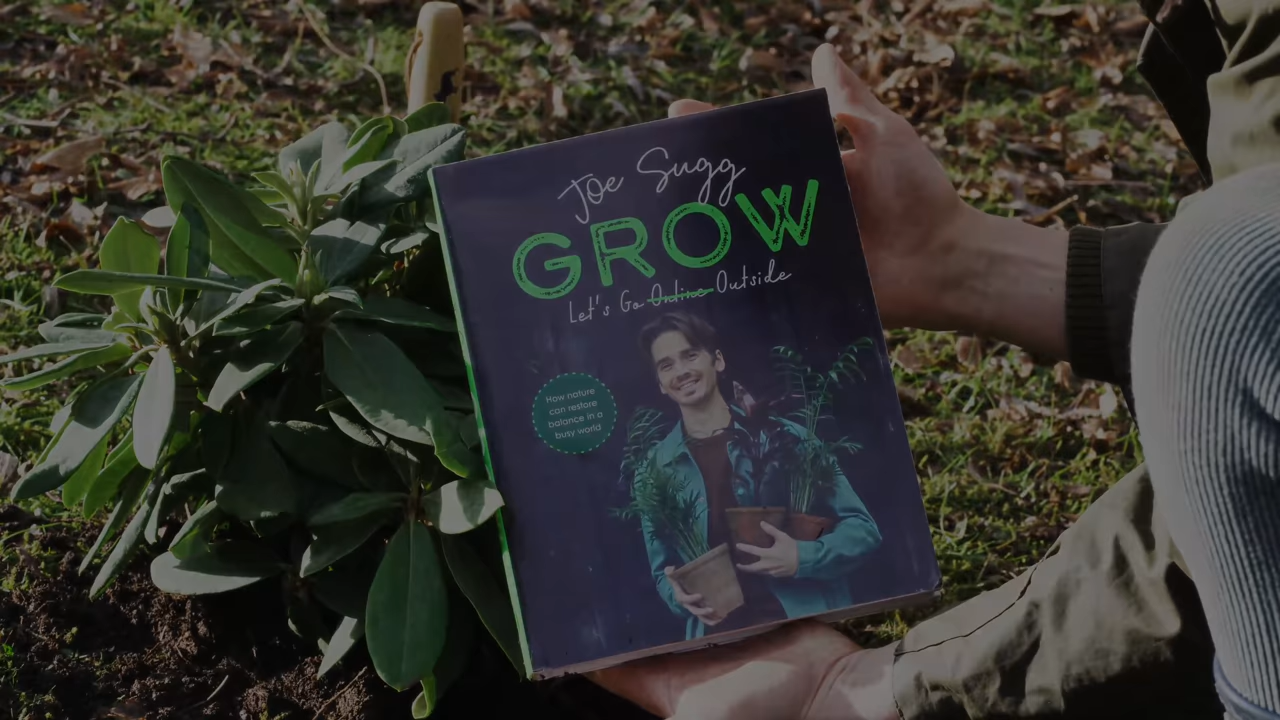 Joe Sugg
GROW
Let's Go Online Outside
How nature
can restore
balance in a
busy world